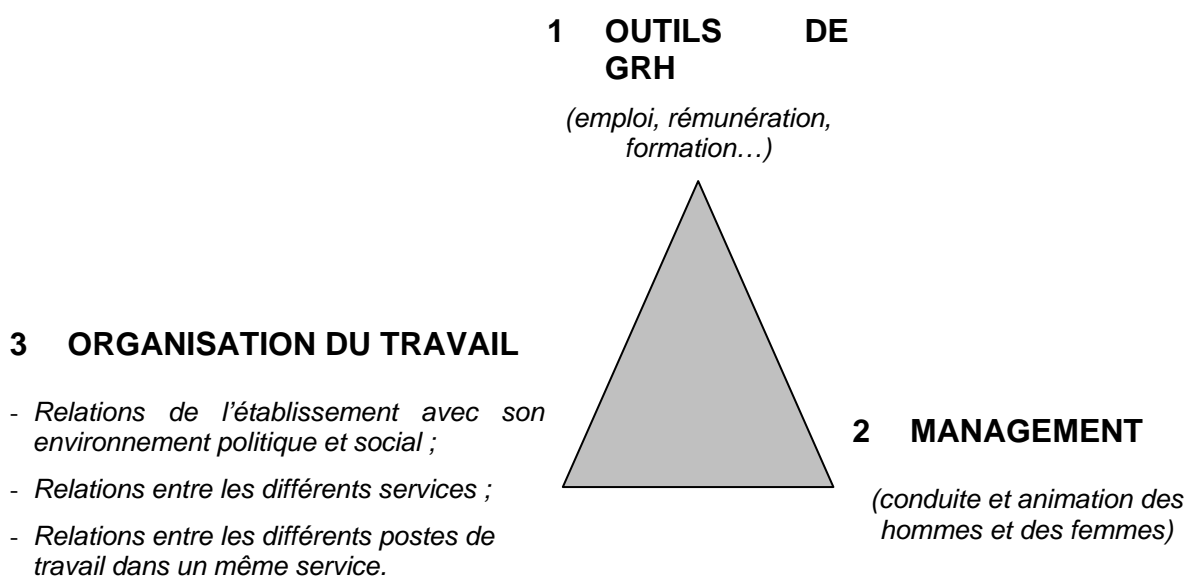 1 OUTILS DE
GRH
(emploi, rémunération,
formation…)
3 ORGANISATION DU TRAVAIL
- Relations de l'établissement avec son
environnement politique et social ;
- Relations entre les différents services ;
- Relations entre les différents postes de
travail dans un même service.
2 MANAGEMENT
(conduite et animation des
hommes et des femmes)